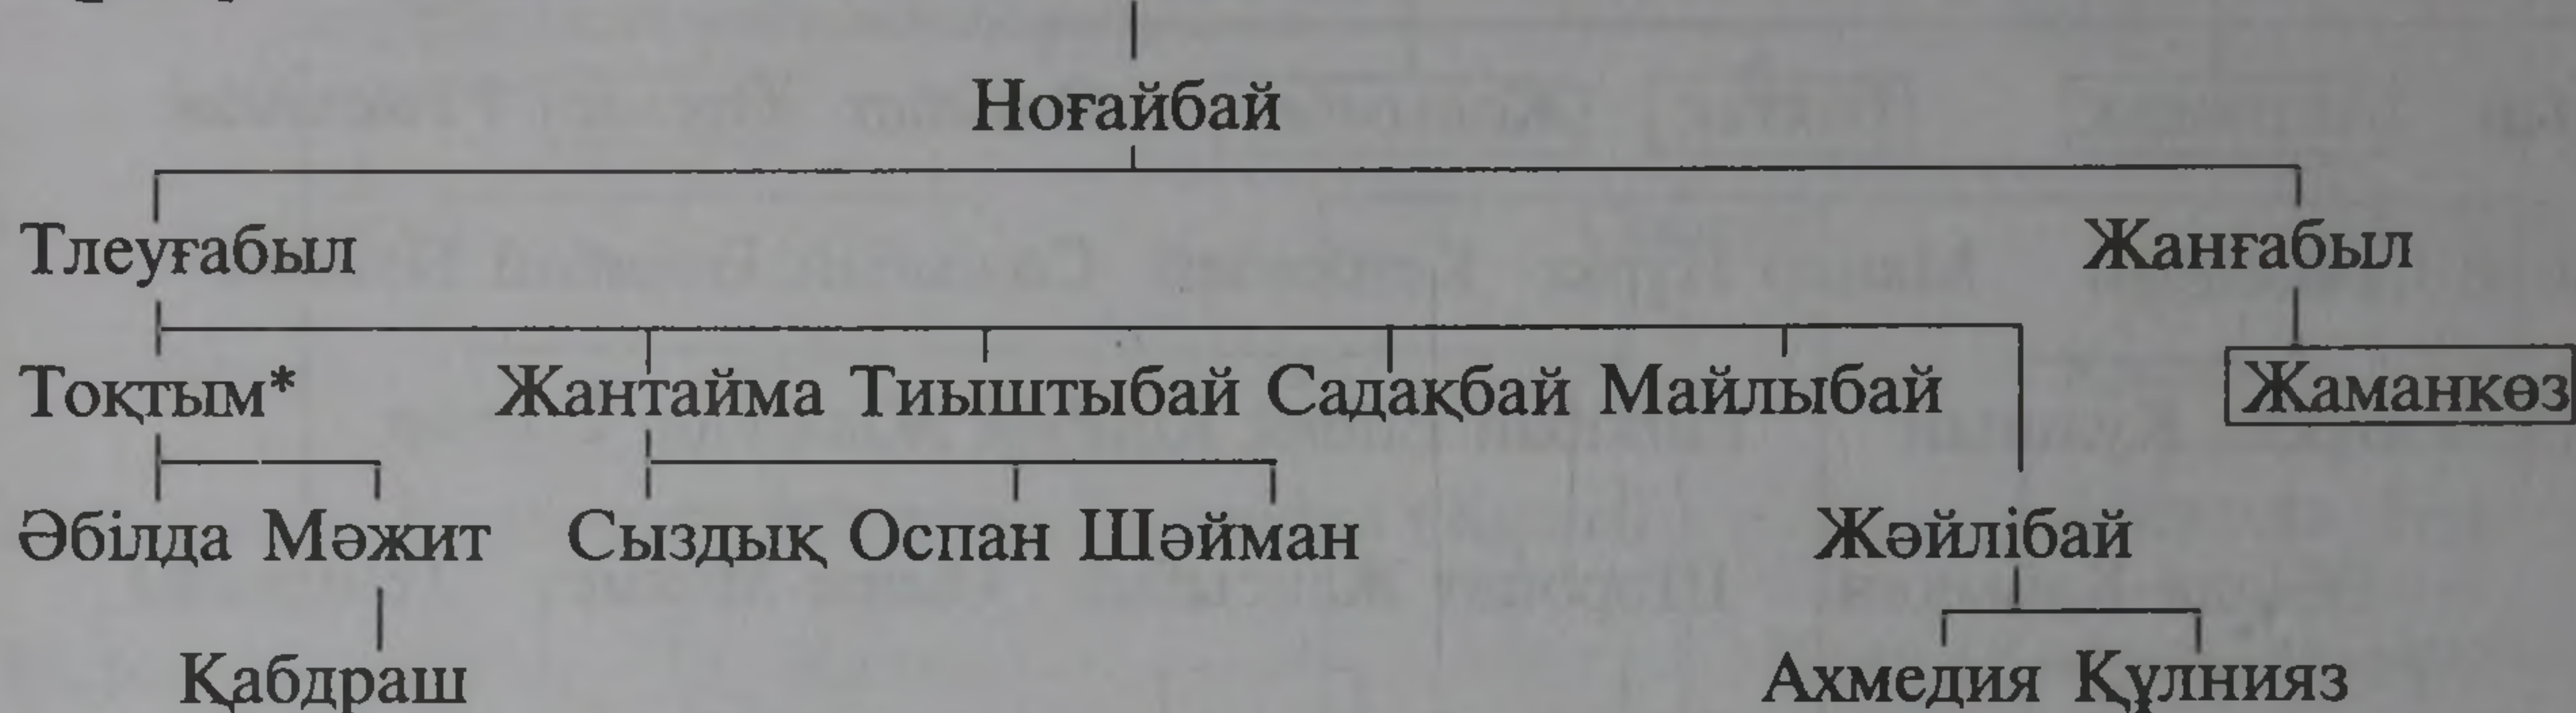 Ноғайбай
Тлеуғабыл Жанғабыл
Тоқтым* Жантайма Тиыштыбай Садақбай Майлыбай Жаманкөз
Әбілда Мәжит Сыздық Оспан Шәйман Жәйлібай
Қабдраш Ахмедия Құлнияз